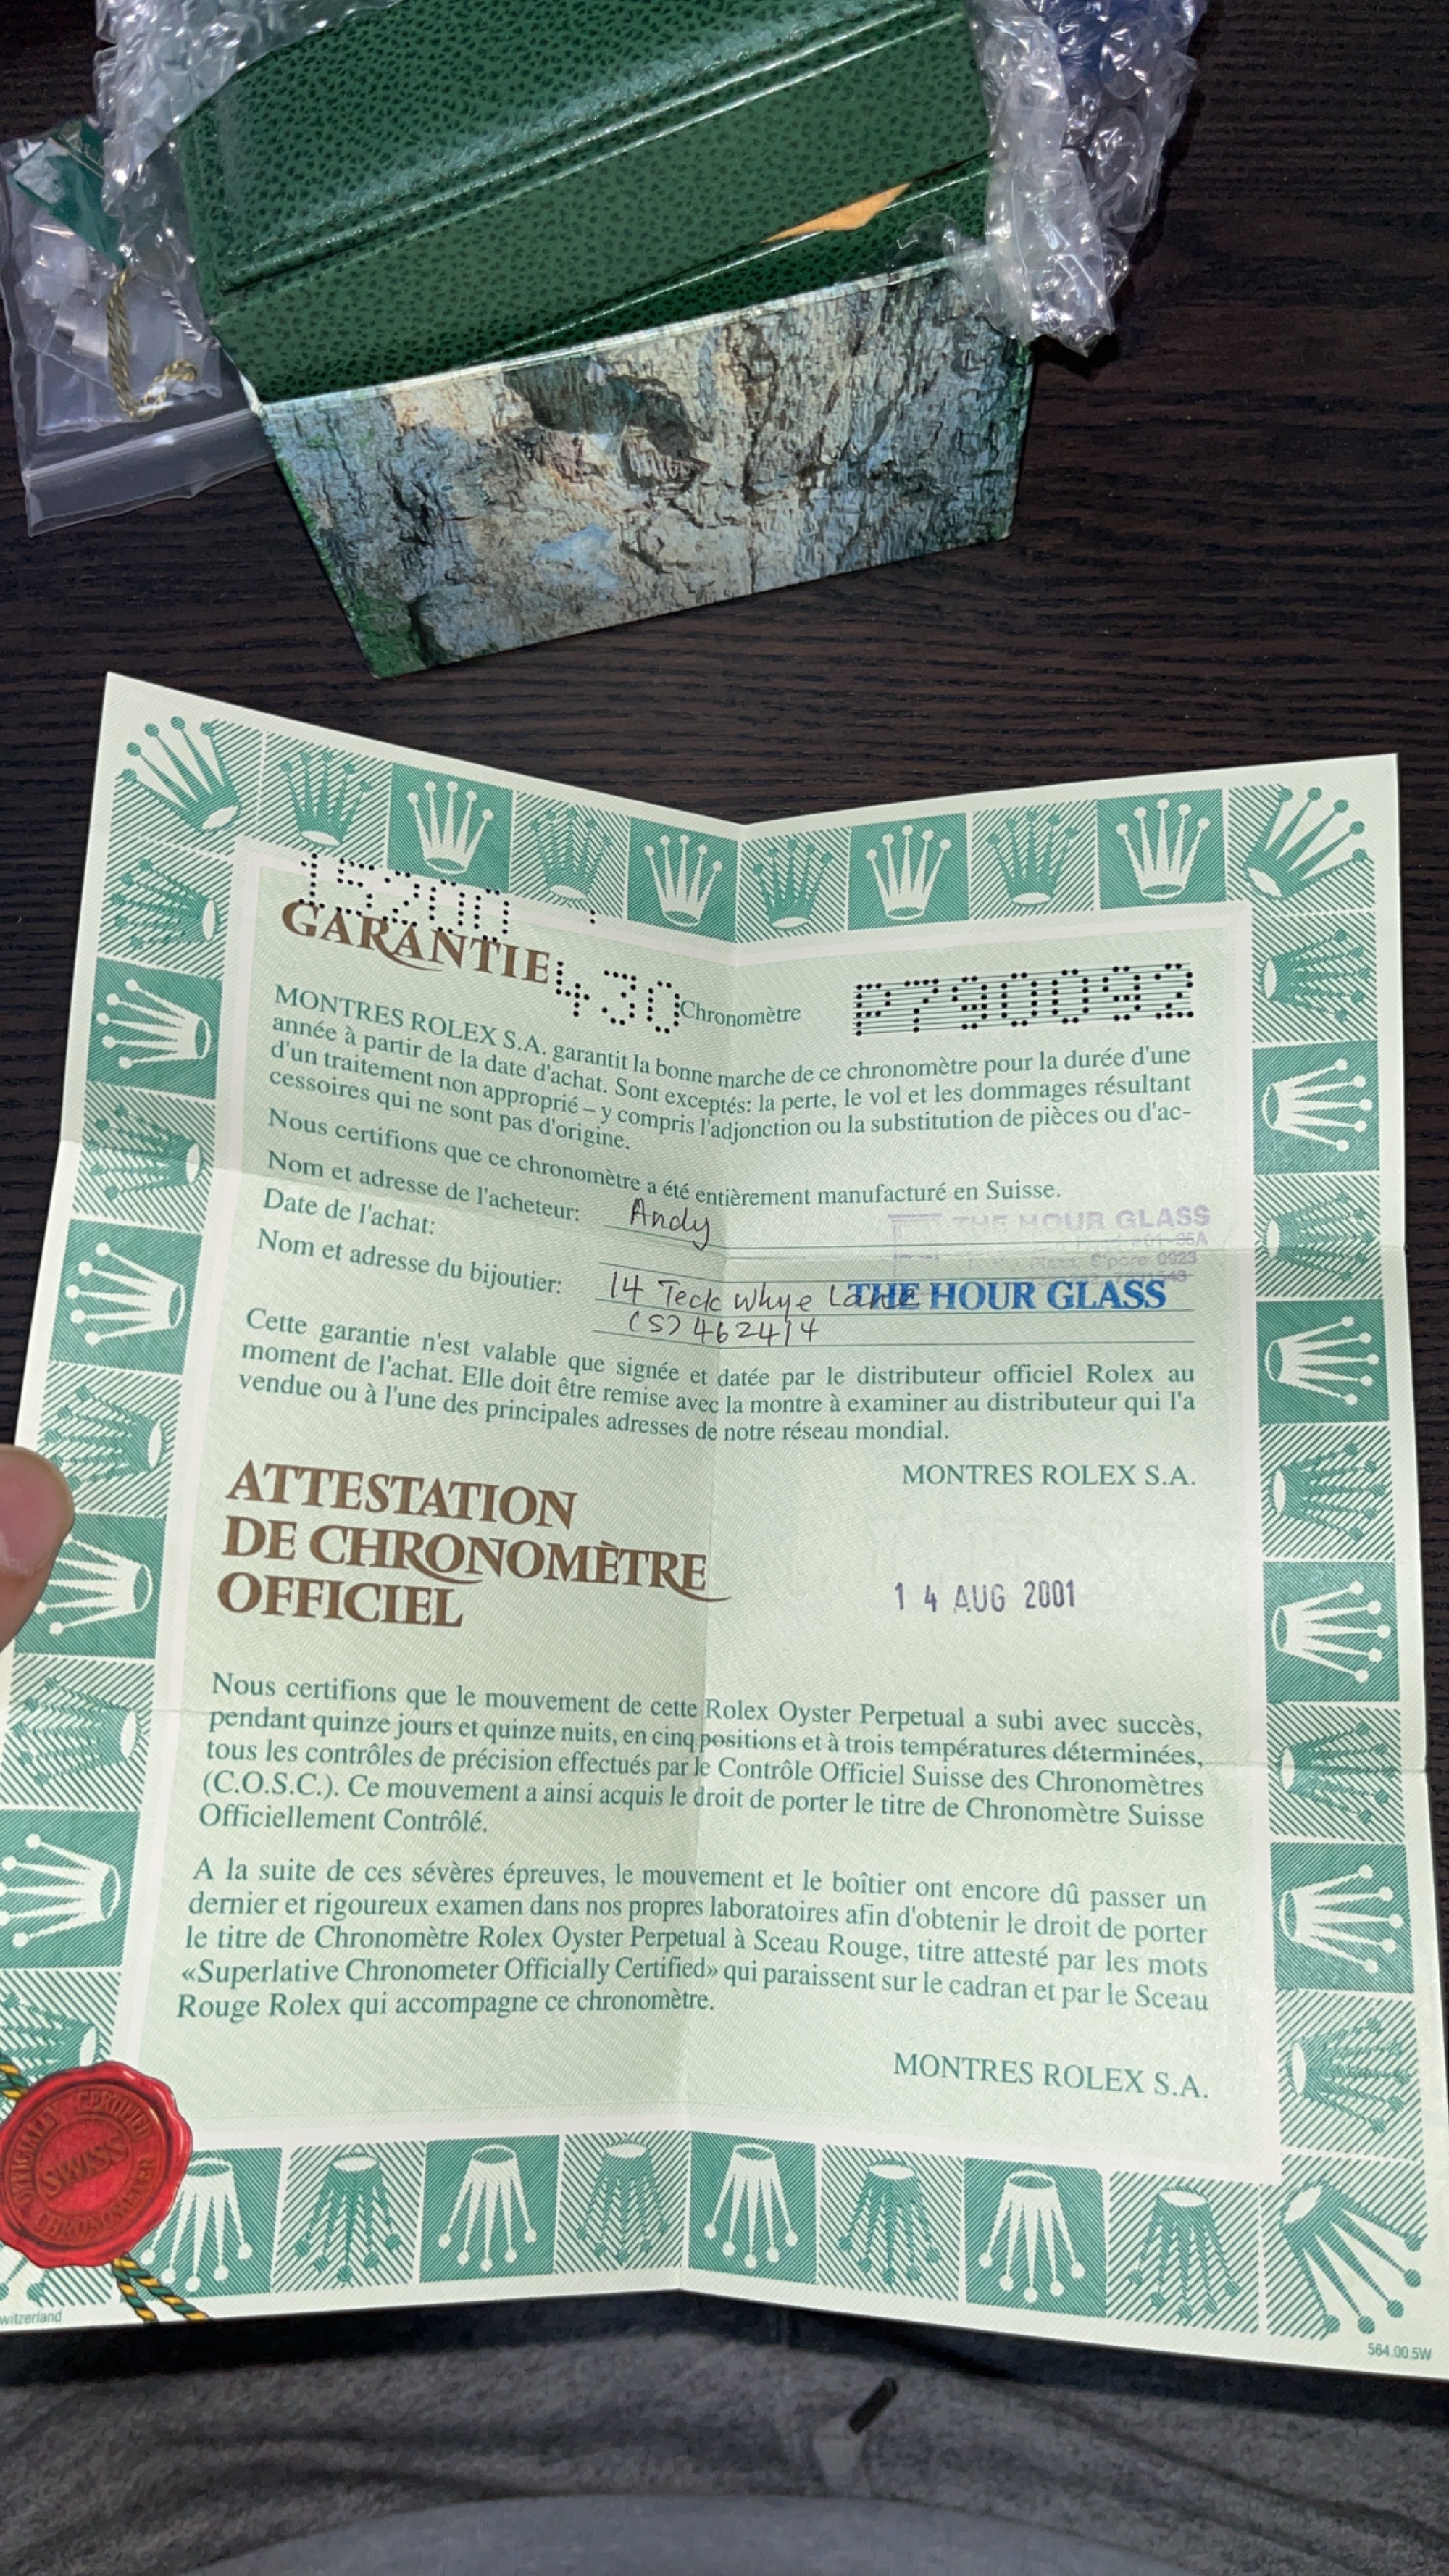 15200
GARANTIE
430
Chronomètre
P790092
MONTRES ROLEX S.A. garantit la bonne marche de ce chronomètre pour la durée d'une
année à partir de la date d'achat. Sont exceptés: la perte, le vol et les dommages résultant
d'un traitement non approprié – y compris l'adjonction ou la substitution de pièces ou d'ac-
cessoires qui ne sont pas d'origine.
Nous certifions que ce chronomètre a été entièrement manufacturé en Suisse.
Nom et adresse de l'acheteur: Andy
THE HOUR GLASS
S'pore 0923
Date de l'achat:
Nom et adresse du bijoutier: 14 Teck Whye Lane
THE HOUR GLASS
(S) 462414
Cette garantie n'est valable que signée et datée par le distributeur officiel Rolex au
moment de l'achat. Elle doit être remise avec la montre à examiner au distributeur qui l'a
vendue ou à l'une des principales adresses de notre réseau mondial.
MONTRES ROLEX S.A.
ATTESTATION
DE CHRONOMÈTRE
OFFICIEL
14 AUG 2001
Nous certifions que le mouvement de cette Rolex Oyster Perpetual a subi avec succès,
pendant quinze jours et quinze nuits, en cinq positions et à trois températures déterminées,
tous les contrôles de précision effectués par le Contrôle Officiel Suisse des Chronomètres
(C.O.S.C.). Ce mouvement a ainsi acquis le droit de porter le titre de Chronomètre Suisse
Officiellement Contrôlé.
A la suite de ces sévères épreuves, le mouvement et le boîtier ont encore dû passer un
dernier et rigoureux examen dans nos propres laboratoires afin d'obtenir le droit de porter
le titre de Chronomètre Rolex Oyster Perpetual à Sceau Rouge, titre attesté par les mots
«Superlative Chronometer Officially Certified» qui paraissent sur le cadran et par le Sceau
Rouge Rolex qui accompagne ce chronomètre.
MONTRES ROLEX S.A.
OFFICIALLY CERTIFIED
SWISS
CHRONOMETER
witzerland
564.00.5W